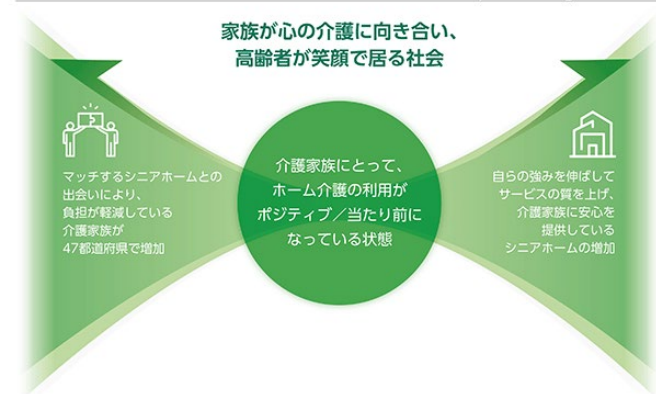 家族が心の介護に向き合い、
高齢者が笑顔で居る社会
マッチするシニアホームとの
出会いにより、
負担が軽減している
介護家族が
47都道府県で増加
介護家族にとって、
ホーム介護の利用が
ポジティブ／当たり前に
なっている状態
自らの強みを伸ばして
サービスの質を上げ、
介護家族に安心を
提供している
シニアホームの増加